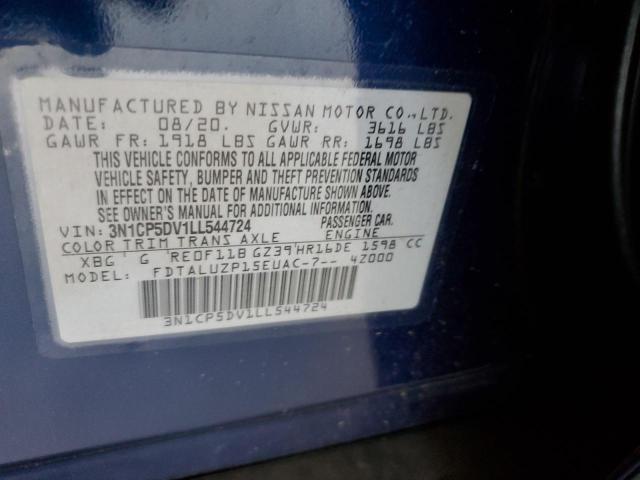 MANUFACTURED BY NISSAN MOTOR CO.,LTD.
DATE: 08/20. GVWR: 3616 LBS
GAWR FR: 1918 LBS GAWR RR: 1698 LBS
THIS VEHICLE CONFORMS TO ALL APPLICABLE FEDERAL MOTOR
VEHICLE SAFETY, BUMPER AND THEFT PREVENTION STANDARDS
IN EFFECT ON THE DATE OF MANUFACTURE SHOWN ABOVE.
SEE OWNER'S MANUAL FOR ADDITIONAL INFORMATION.
VIN: 3N1CP5DV1LL544724 PASSENGER CAR.
COLOR TRIM TRANS AXLE ENGINE
XBG G RE0F11B GZ39 HR16DE 1598 CC
MODEL: FDTALUZP15EUAC-7-- 4Z000
3N1CP5DV1LL544724